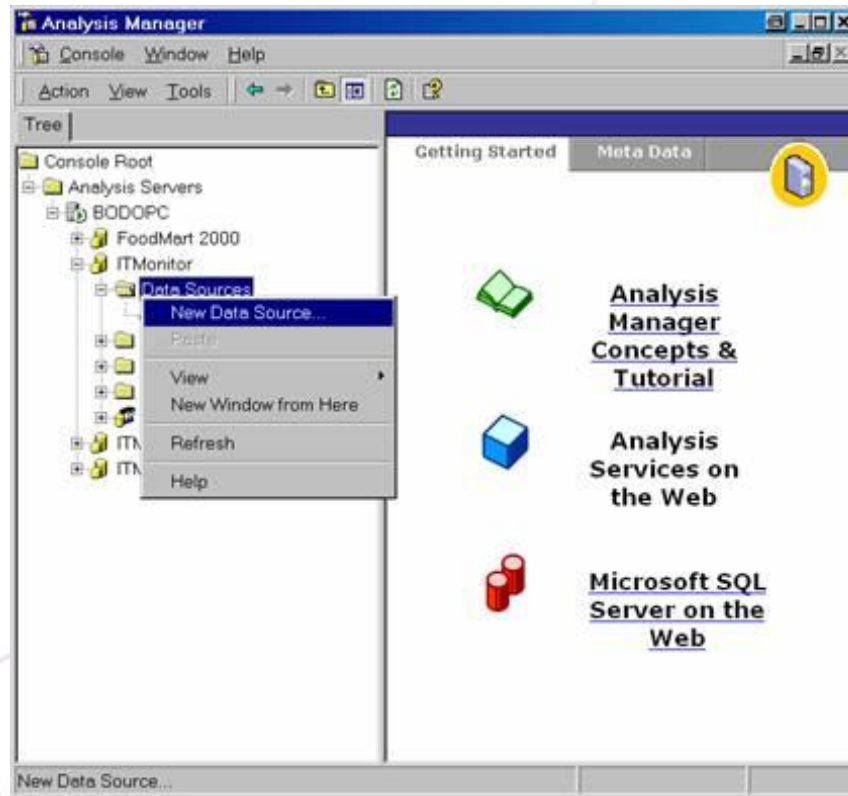 Analysis Manager
Console Window Help
Action View Tools
Tree
Console Root
Analysis Servers
BODOPC
FoodMart 2000
ITMonitor
Data Sources
New Data Source...
Paste
View
New Window from Here
Refresh
Help
Getting Started Meta Data
Analysis
Manager
Concepts &
Tutorial
Analysis
Services on
the Web
Microsoft SQL
Server on the
Web
New Data Source...